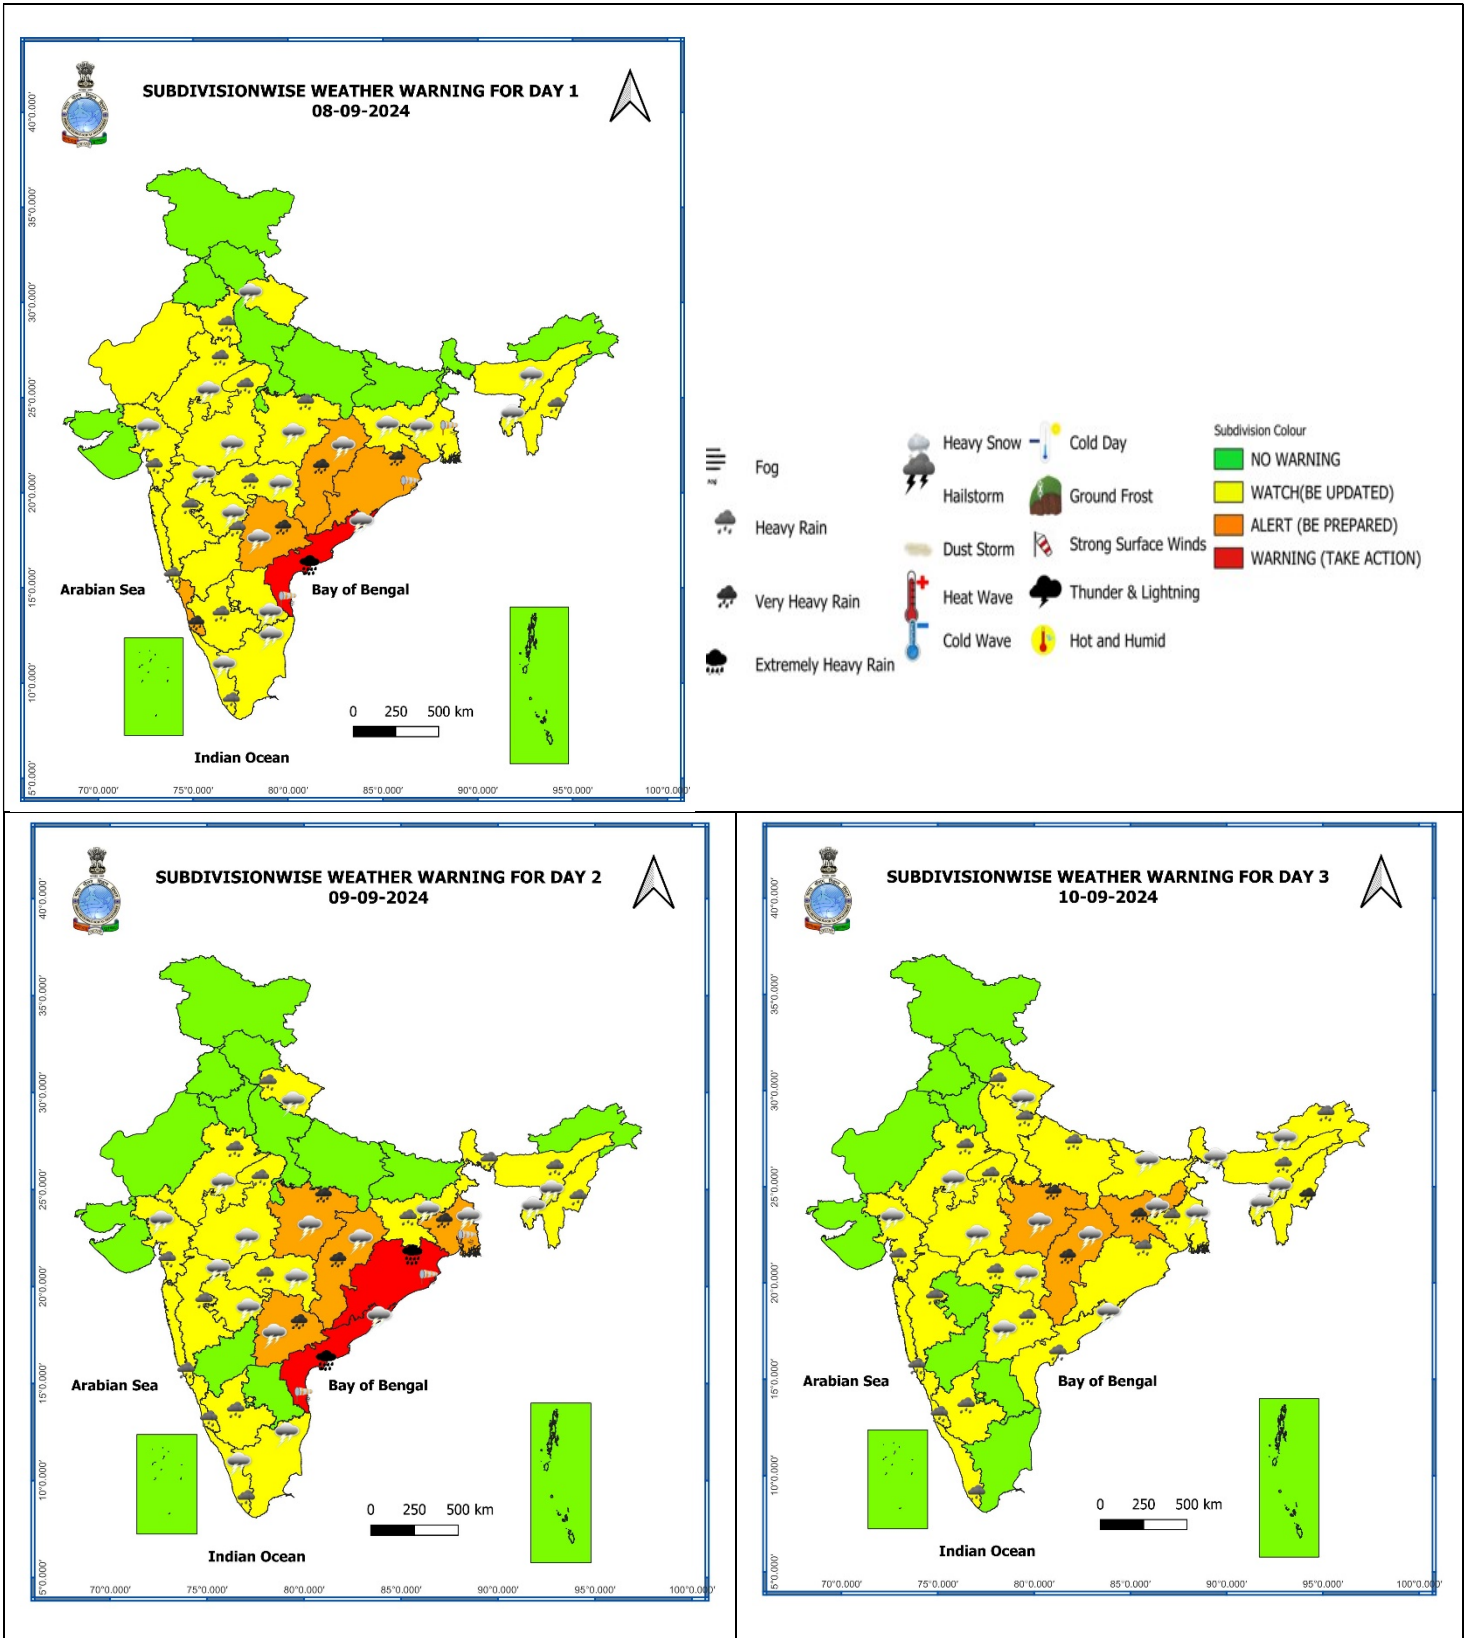 SUBDIVISIONWISE WEATHER WARNING FOR DAY 1
08-09-2024
40°0.000'
35°0.000'
30°0.000'
25°0.000'
20°0.000'
15°0.000'
10°0.000'
5°0.000'
Arabian Sea
Bay of Bengal
0 250 500 km
Indian Ocean
70°0.000' 75°0.000' 80°0.000' 85°0.000' 90°0.000' 95°0.000' 100°0.000'
Fog
Heavy Rain
Very Heavy Rain
Extremely Heavy Rain
Heavy Snow
Hailstorm
Dust Storm
Heat Wave
Cold Wave
Cold Day
Ground Frost
Strong Surface Winds
Thunder & Lightning
Hot and Humid
Subdivision Colour
NO WARNING
WATCH(BE UPDATED)
ALERT (BE PREPARED)
WARNING (TAKE ACTION)
SUBDIVISIONWISE WEATHER WARNING FOR DAY 2
09-09-2024
40°0.000'
35°0.000'
30°0.000'
25°0.000'
20°0.000'
15°0.000'
10°0.000'
5°0.000'
Arabian Sea
Bay of Bengal
0 250 500 km
Indian Ocean
70°0.000' 75°0.000' 80°0.000' 85°0.000' 90°0.000' 95°0.000' 100°0.000'
SUBDIVISIONWISE WEATHER WARNING FOR DAY 3
10-09-2024
40°0.000'
35°0.000'
30°0.000'
25°0.000'
20°0.000'
15°0.000'
10°0.000'
5°0.000'
Arabian Sea
Bay of Bengal
0 250 500 km
Indian Ocean
70°0.000' 75°0.000' 80°0.000' 85°0.000' 90°0.000' 95°0.000' 100°0.000'